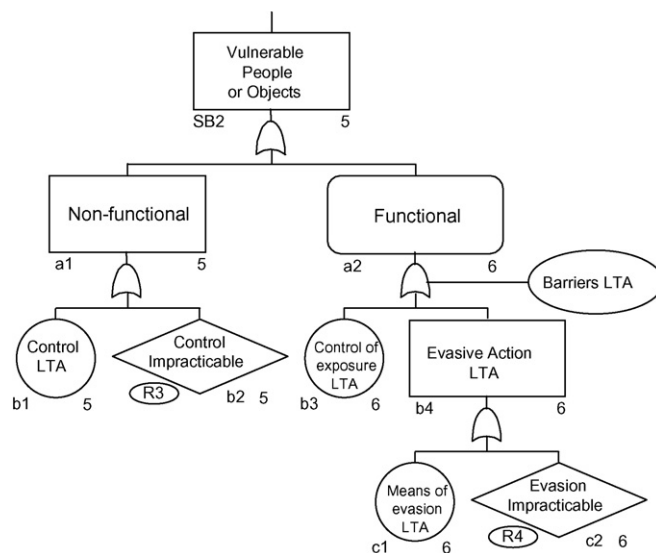 Vulnerable
People
or Objects
SB2 5
Non-functional
a1 5
Functional
a2 6
Barriers LTA
Control
LTA
b1 5
Control
Impracticable
R3
b2 5
Control of
exposure
LTA
b3 6
Evasive Action
LTA
b4 6
Means of
evasion
LTA
c1 6
Evasion
Impracticable
R4
c2 6